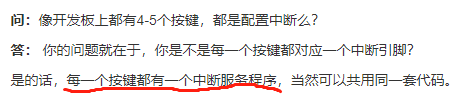 问：像开发板上都有4-5个按键，都是配置中断么？
答： 你的问题就在于，你是不是每一个按键都对应一个中断引脚？
是的话，每一个按键都有一个中断服务程序，当然可以共用同一套代码。